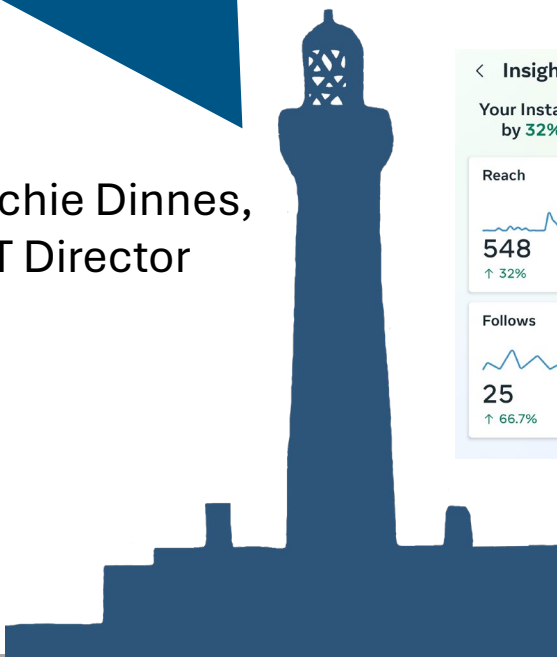 chie Dinnes,
T Director
< Insigh
Your Insta
by 32%
Reach
548
↑ 32%
Follows
25
↑ 66.7%